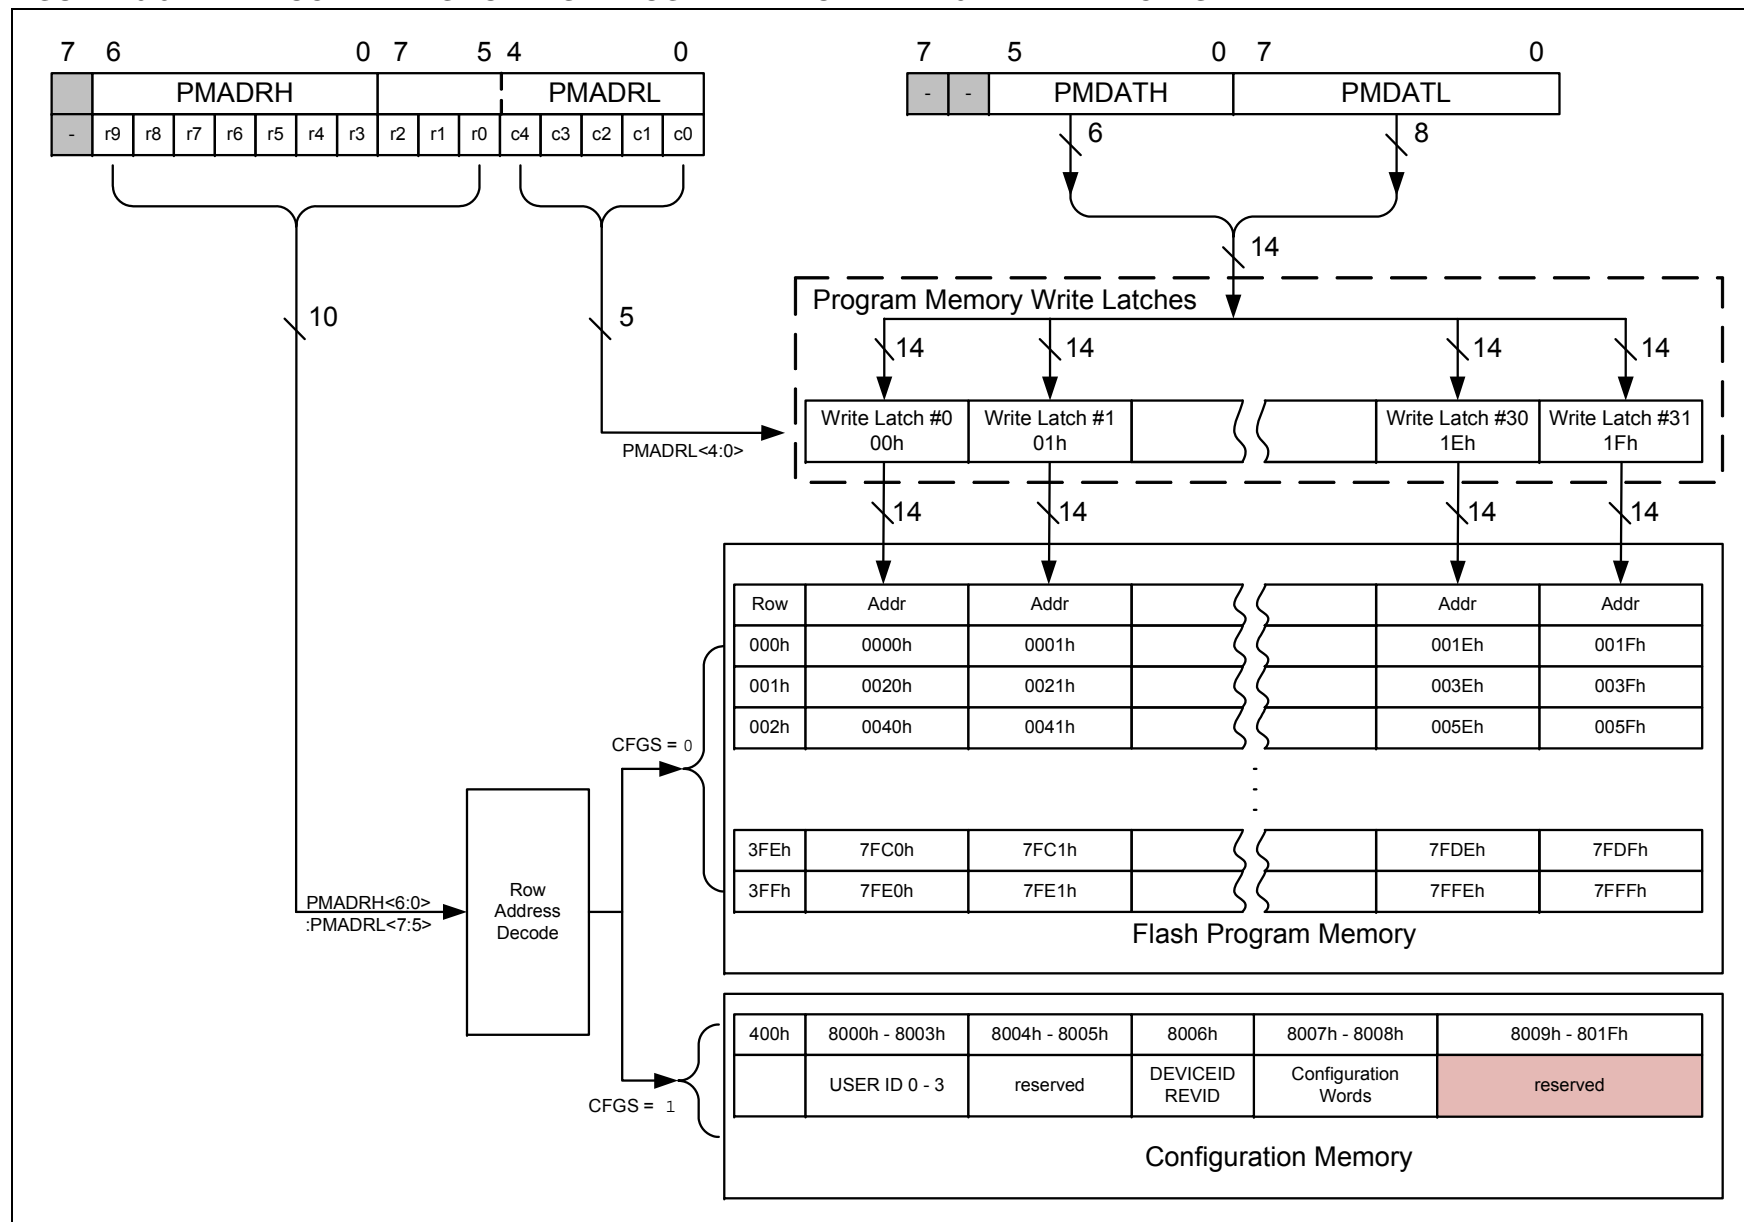 7 6 0 7 5 4 0
PMADRH PMADRL
- r9 r8 r7 r6 r5 r4 r3 r2 r1 r0 c4 c3 c2 c1 c0
7 5 0 7 0
- - PMDATH PMDATL
6 8
14
10
5
PMADRL<4:0>
Program Memory Write Latches
14 14 14 14
Write Latch #0 Write Latch #1 Write Latch #30 Write Latch #31
00h 01h 1Eh 1Fh
14 14 14 14
Row Addr Addr Addr Addr
000h 0000h 0001h 001Eh 001Fh
001h 0020h 0021h 003Eh 003Fh
002h 0040h 0041h 005Eh 005Fh
3FEh 7FC0h 7FC1h 7FDEh 7FDFh
3FFh 7FE0h 7FE1h 7FFEh 7FFFh
Flash Program Memory
CFGS = 0
PMADRH<6:0>
:PMADRL<7:5>
Row
Address
Decode
CFGS = 1
400h 8000h - 8003h 8004h - 8005h 8006h 8007h - 8008h 8009h - 801Fh
USER ID 0 - 3 reserved DEVICEID Configuration reserved
REVID Words
Configuration Memory